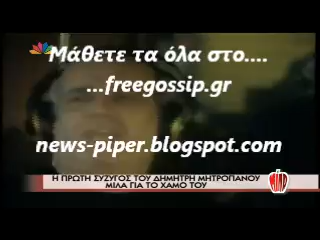 Μάθετε τα όλα στο....
...freegossip.gr
news-piper.blogspot.com
Η ΠΡΩΤΗ ΣΥΖΥΓΟΣ ΤΟΥ ΔΗΜΗΤΡΗ ΜΗΤΡΟΠΑΝΟΥ
ΜΙΛΑ ΓΙΑ ΤΟ ΧΑΜΟ ΤΟΥ